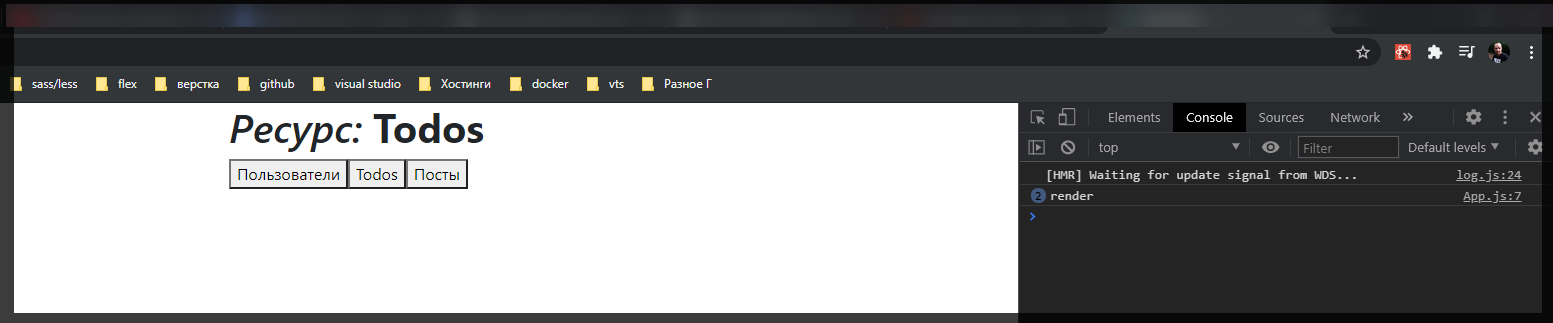 sass/less flex верстка github visual studio Хостинги docker vts Разное Г
Ресурс: Todos
Пользователи Todos Посты
Elements Console Sources Network »
top Filter Default levels
[HMR] Waiting for update signal from WDS... log.js:24
2 render App.js:7